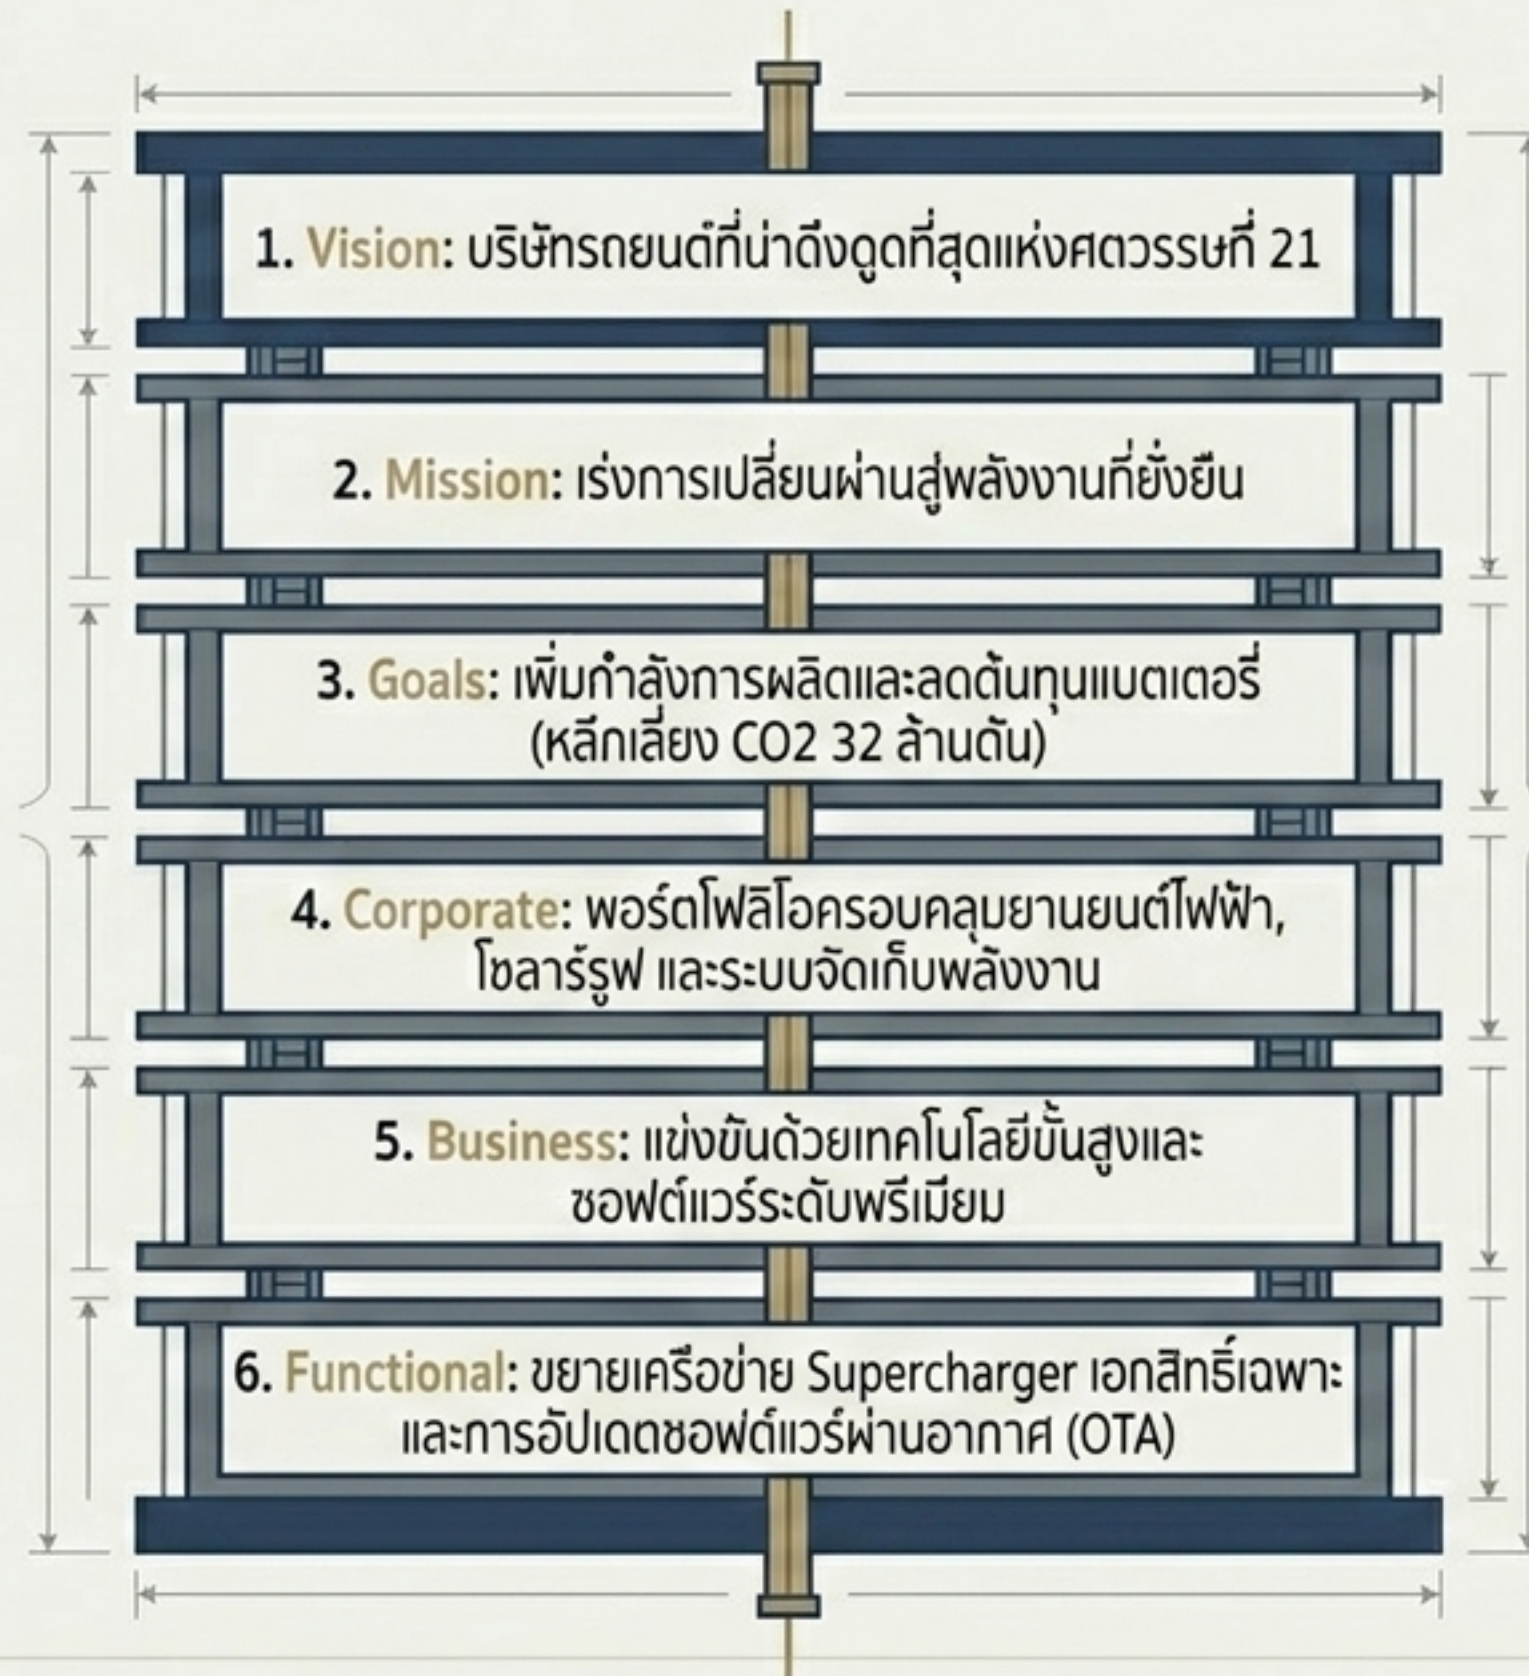 1. Vision: บริษัทรถยนต์ที่น่าดึงดูดที่สุดแห่งศตวรรษที่ 21
2. Mission: เร่งการเปลี่ยนผ่านสู่พลังงานที่ยั่งยืน
3. Goals: เพิ่มกำลังการผลิตและลดต้นทุนแบตเตอรี่
(หลีกเลี่ยง CO2 32 ล้านตัน)
4. Corporate: พอร์ตโฟลิโอครอบคลุมยานยนต์ไฟฟ้า,
โซลาร์รูฟ และระบบจัดเก็บพลังงาน
5. Business: แข่งขันด้วยเทคโนโลยีขั้นสูงและ
ซอฟต์แวร์ระดับพรีเมียม
6. Functional: ขยายเครือข่าย Supercharger เอกสิทธิ์เฉพาะ
และการอัปเดตซอฟต์แวร์ผ่านอากาศ (OTA)